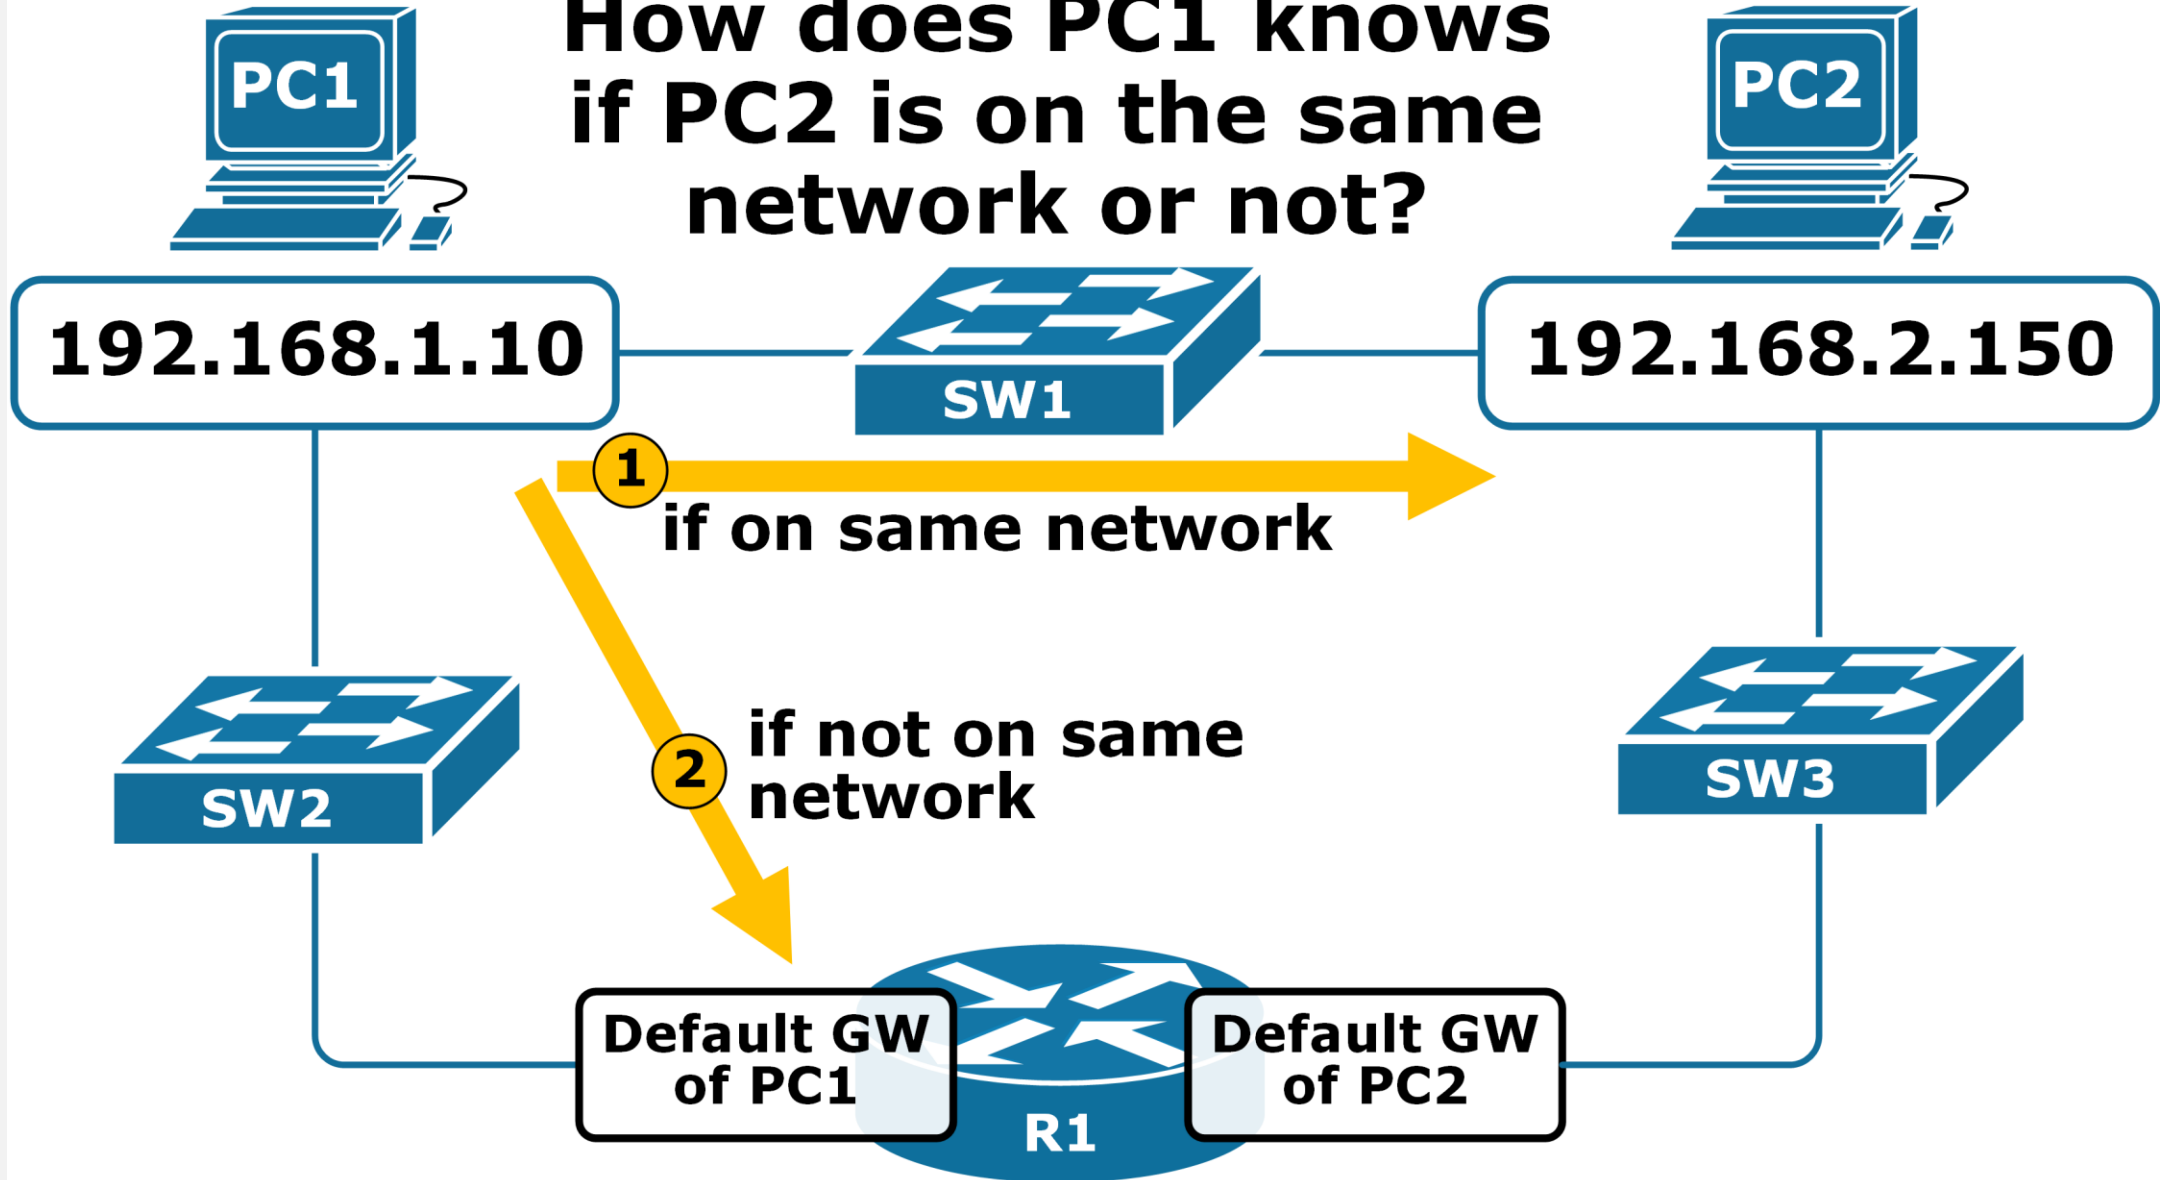 How does PC1 knows
if PC2 is on the same
network or not?
PC1
PC2
192.168.1.10
192.168.2.150
SW1
1
if on same network
2
if not on same
network
SW2
SW3
Default GW
of PC1
Default GW
of PC2
R1